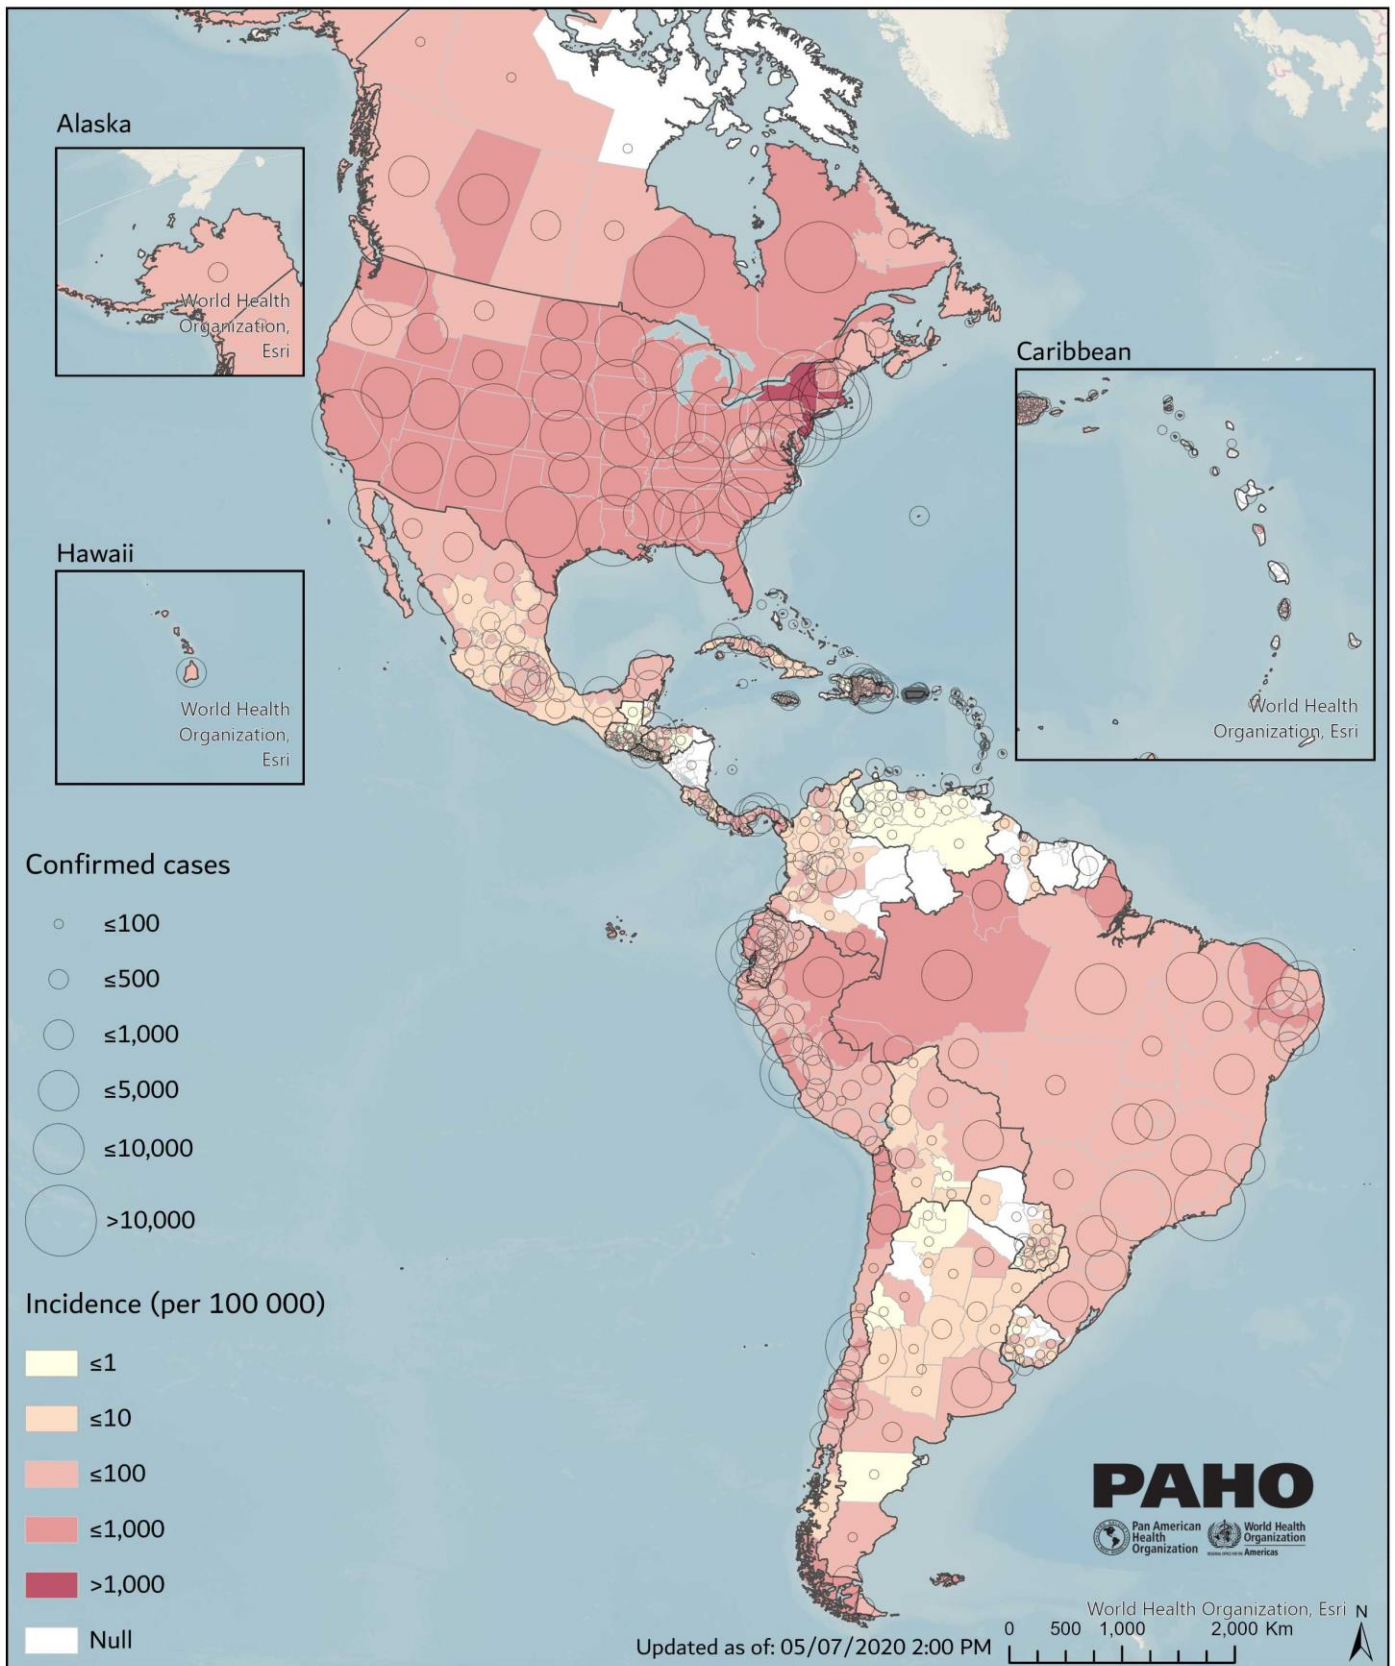 Alaska
World Health
Organization,
Esri
Caribbean
World Health
Organization, Esri
Hawaii
World Health
Organization,
Esri
Confirmed cases
≤100
≤500
≤1,000
≤5,000
≤10,000
>10,000
Incidence (per 100 000)
≤1
≤10
≤100
≤1,000
>1,000
Null
PAHO
Pan American
Health
Organization
World Health
Organization
Americas
World Health Organization, Esri
N
0 500 1,000 2,000 Km
Updated as of: 05/07/2020 2:00 PM